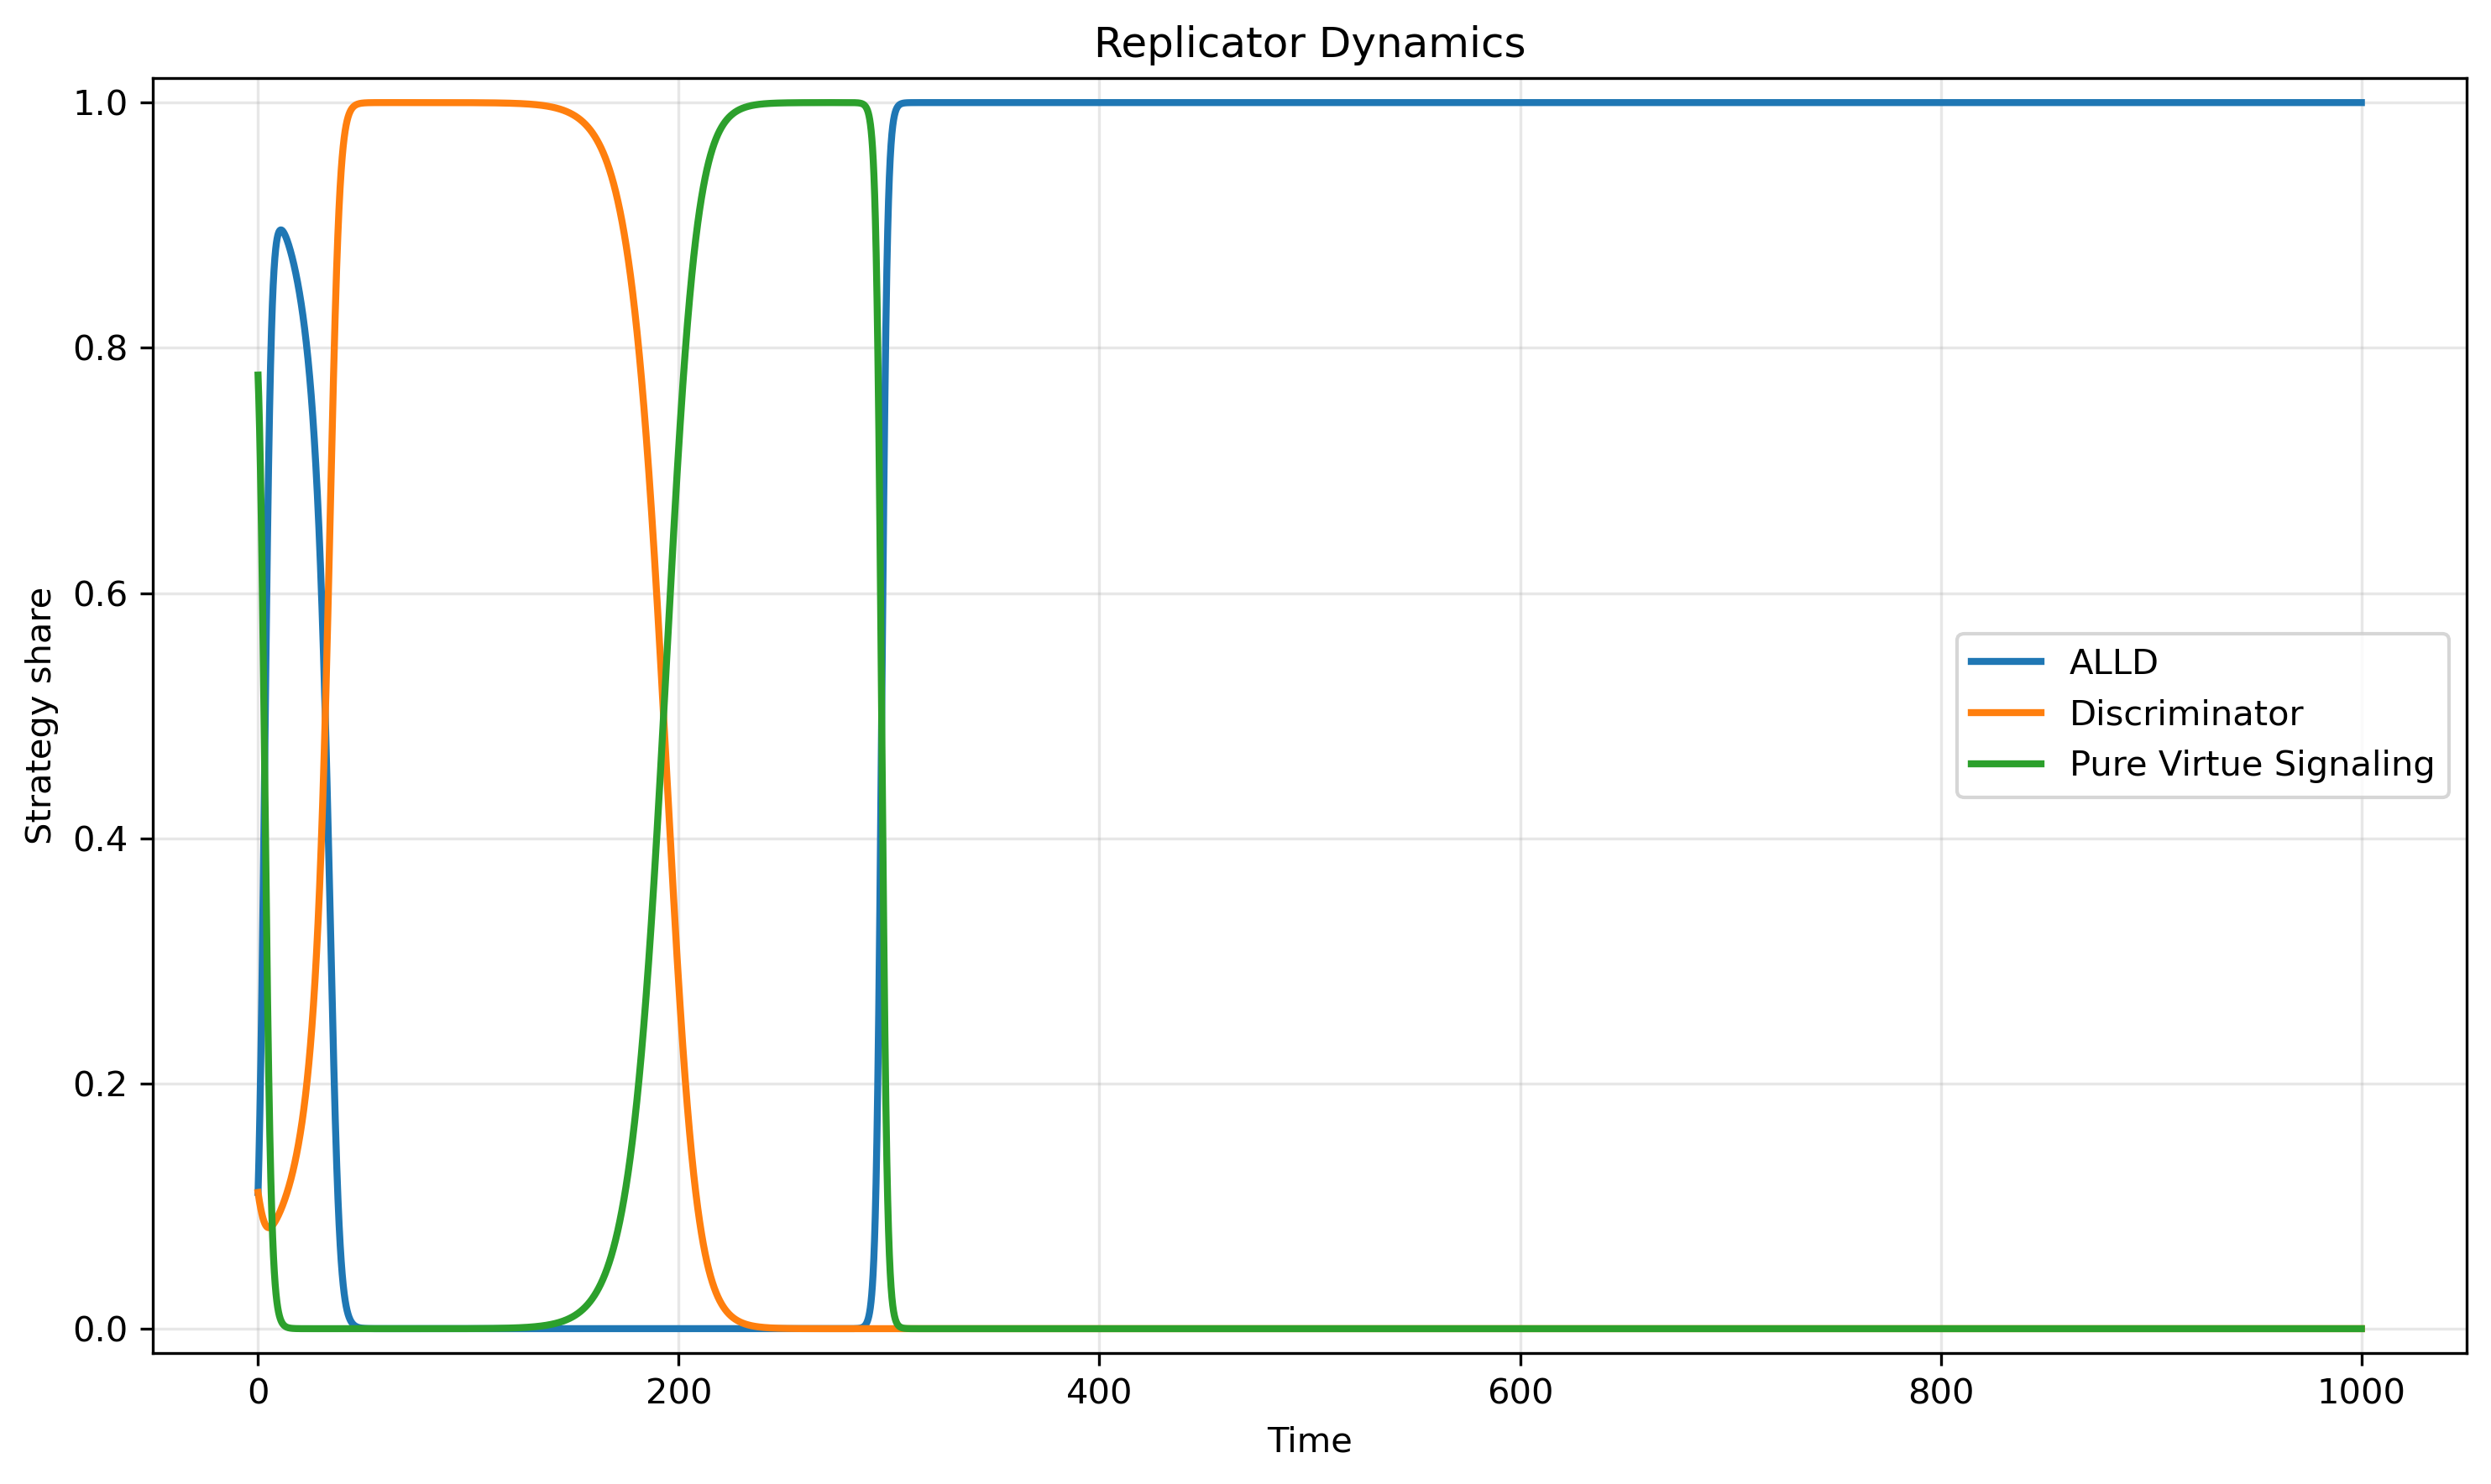 Replicator Dynamics
1.0
0.8
0.6
0.4
0.2
0.0
Strategy share
ALLD
Discriminator
Pure Virtue Signaling
0
200
400
600
800
1000
Time